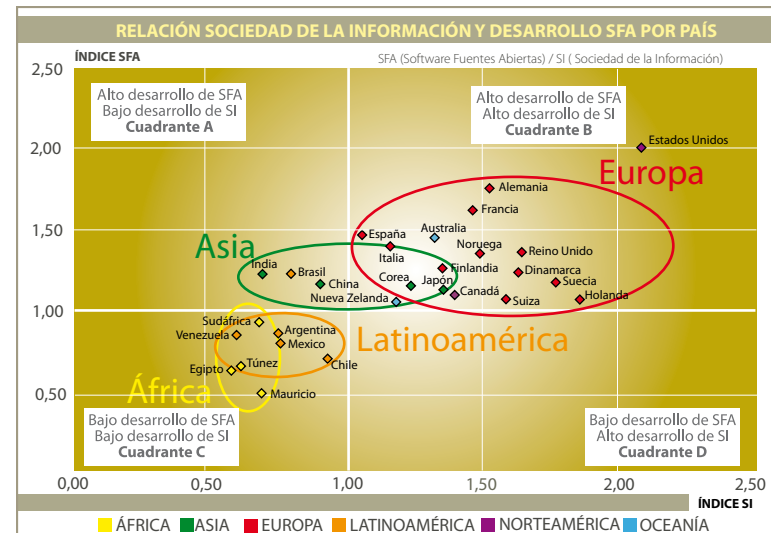 RELACIÓN SOCIEDAD DE LA INFORMACIÓN Y DESARROLLO SFA POR PAÍS
ÍNDICE SFA
SFA (Software Fuentes Abiertas) / SI ( Sociedad de la Información)
2,50
Alto desarrollo de SFA
Bajo desarrollo de SI
Cuadrante A
Alto desarrollo de SFA
Alto desarrollo de SI
Cuadrante B
2,00
Estados Unidos
Europa
Alemania
Francia
1,50
España
Australia
Italia
Noruega
Reino Unido
Asia
India
Brasil
China
Corea
Finlandia
Japón
Dinamarca
Suecia
Nueva Zelanda
Canadá
Suiza
Holanda
1,00
Sudáfrica
Venezuela
Argentina
Mexico
Latinoamérica
Chile
Egipto
Túnez
África
Mauricio
0,50
Bajo desarrollo de SFA
Bajo desarrollo de SI
Cuadrante C
Bajo desarrollo de SFA
Alto desarrollo de SI
Cuadrante D
0,00 0,50 1,00 1,50 2,00 2,50
ÍNDICE SI
ÁFRICA ASIA EUROPA LATINOAMÉRICA NORTEAMÉRICA OCEANÍA